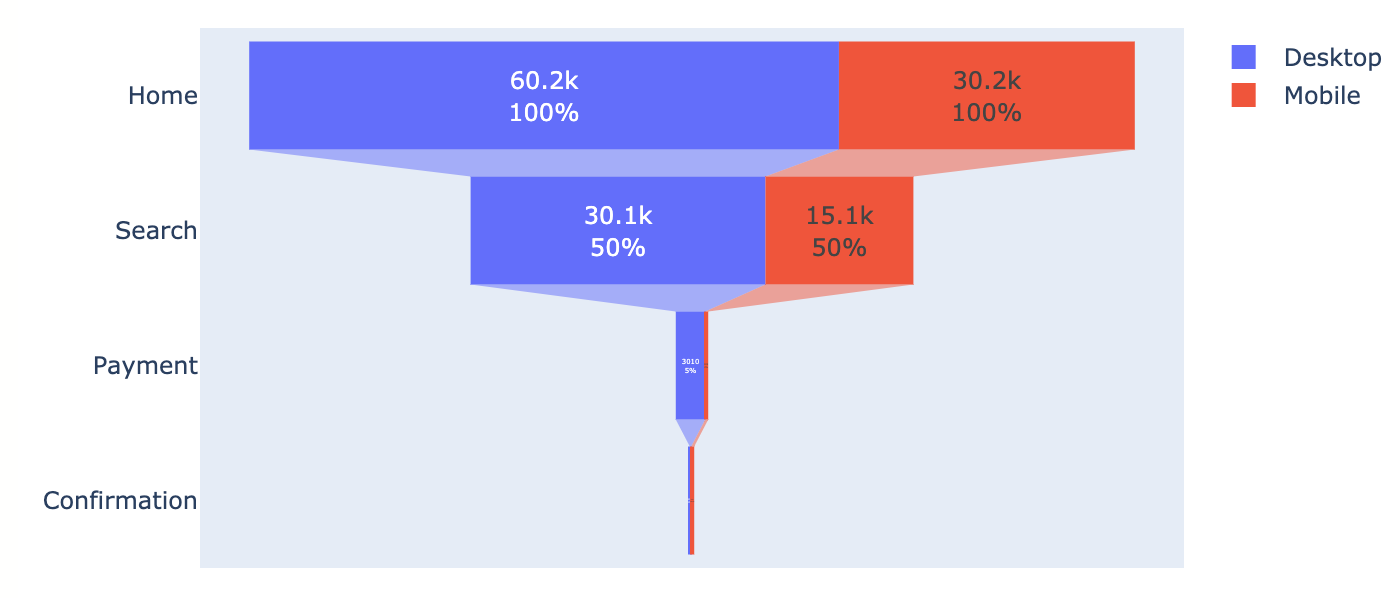 Home
60.2k
100%
30.2k
100%
Search
30.1k
50%
15.1k
50%
Payment
3010
5%
Confirmation
Desktop
Mobile